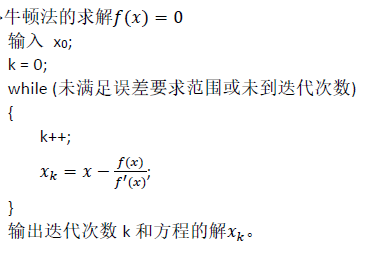 牛顿法的求解f(x) = 0
输入 x₀;
k = 0;
while (未满足误差要求范围或未到迭代次数)
{
k++;
xₖ = x − f(x)/f′(x);
}
输出迭代次数 k 和方程的解xₖ。